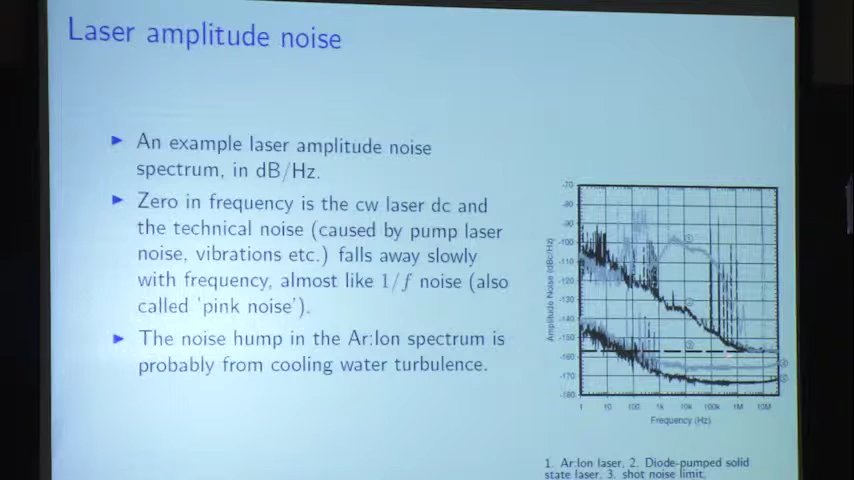 Laser amplitude noise
An example laser amplitude noise
spectrum, in dB/Hz.
Zero in frequency is the cw laser dc and
the technical noise (caused by pump laser
noise, vibrations etc.) falls away slowly
with frequency, almost like 1/f noise (also
called 'pink noise').
The noise hump in the Ar:Ion spectrum is
probably from cooling water turbulence.
Amplitude Noise (dBc/Hz)
-70
-80
-90
-100
-110
-120
-130
-140
-150
-160
-170
-180
1 10 100 1k 10k 100k 1M 10M
Frequency (Hz)
1. Ar:Ion laser, 2. Diode-pumped solid
state laser, 3. shot noise limit,